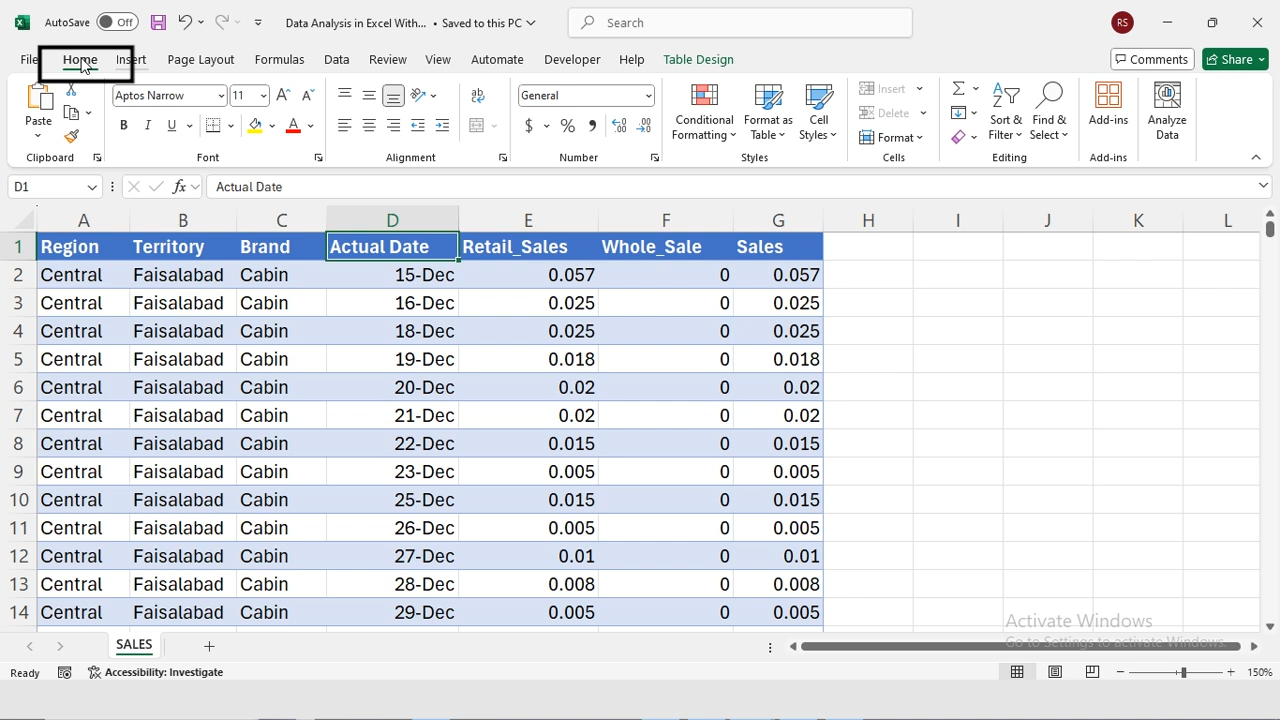 AutoSave Off Data Analysis in Excel With... • Saved to this PC Search RS
File Home Insert Page Layout Formulas Data Review View Automate Developer Help Table Design Comments Share
Paste Aptos Narrow 11 A A General Conditional Formatting Format as Table Cell Styles Insert Delete Format Sort & Filter Find & Select Add-ins Analyze Data
B I U A ab $ % 9
Clipboard Font Alignment Number Styles Cells Editing Add-ins
D1 fx Actual Date
A B C D E F G H I J K L
1 Region Territory Brand Actual Date Retail_Sales Whole_Sale Sales
2 Central Faisalabad Cabin 15-Dec 0.057 0 0.057
3 Central Faisalabad Cabin 16-Dec 0.025 0 0.025
4 Central Faisalabad Cabin 18-Dec 0.025 0 0.025
5 Central Faisalabad Cabin 19-Dec 0.018 0 0.018
6 Central Faisalabad Cabin 20-Dec 0.02 0 0.02
7 Central Faisalabad Cabin 21-Dec 0.02 0 0.02
8 Central Faisalabad Cabin 22-Dec 0.015 0 0.015
9 Central Faisalabad Cabin 23-Dec 0.005 0 0.005
10 Central Faisalabad Cabin 25-Dec 0.015 0 0.015
11 Central Faisalabad Cabin 26-Dec 0.005 0 0.005
12 Central Faisalabad Cabin 27-Dec 0.01 0 0.01
13 Central Faisalabad Cabin 28-Dec 0.008 0 0.008
14 Central Faisalabad Cabin 29-Dec 0.005 0 0.005
Activate Windows
Go to Settings to activate Windows.
SALES
Ready Accessibility: Investigate 150%